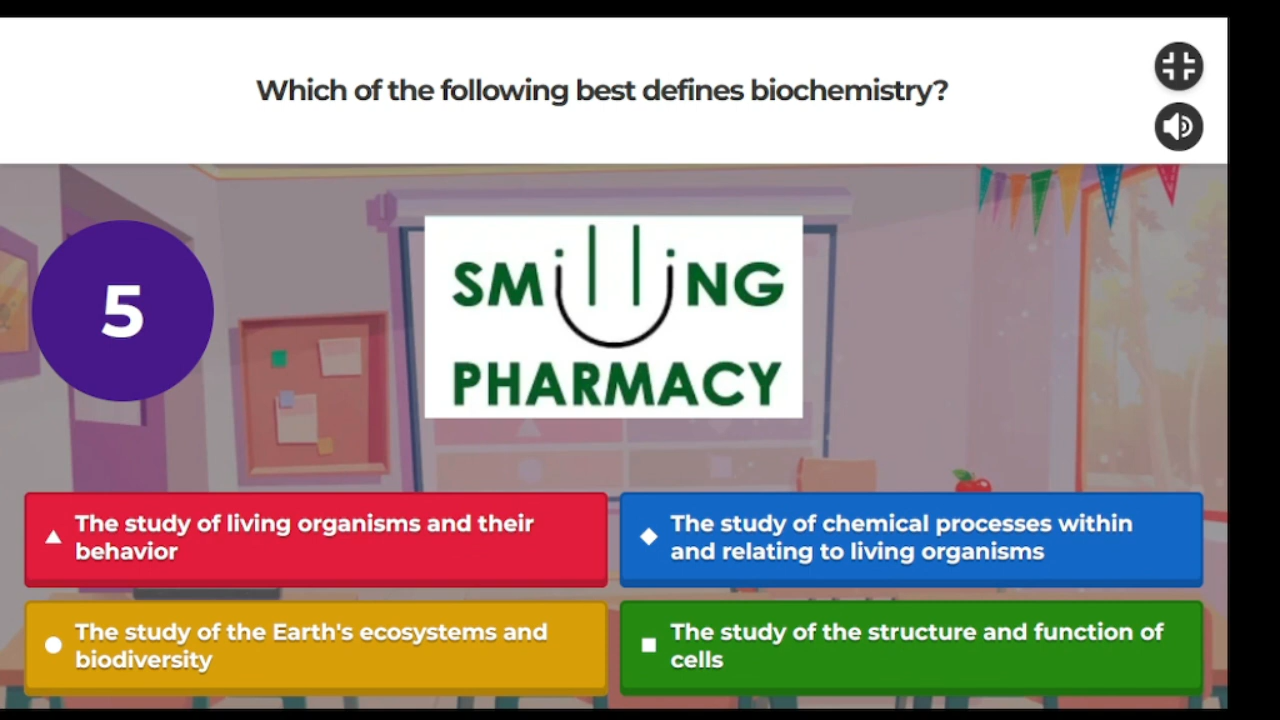 Which of the following best defines biochemistry?
5
SMilliNG
PHARMACY
The study of living organisms and their
behavior
The study of chemical processes within
and relating to living organisms
The study of the Earth's ecosystems and
biodiversity
The study of the structure and function of
cells